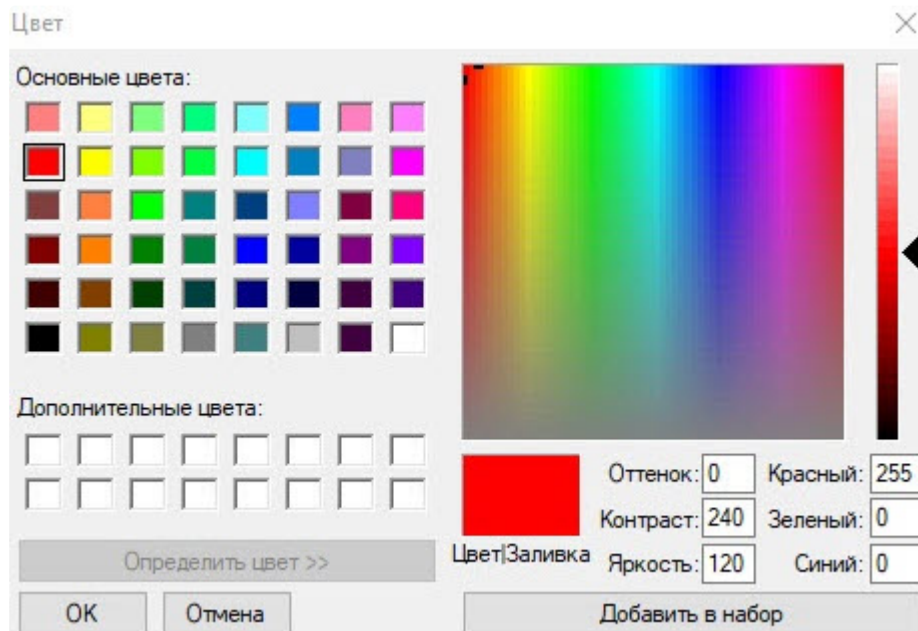 Цвет
Основные цвета:
Дополнительные цвета:
Определить цвет >>
OK
Отмена
Цвет|Заливка
Оттенок: 0
Красный: 255
Контраст: 240
Зеленый: 0
Яркость: 120
Синий: 0
Добавить в набор